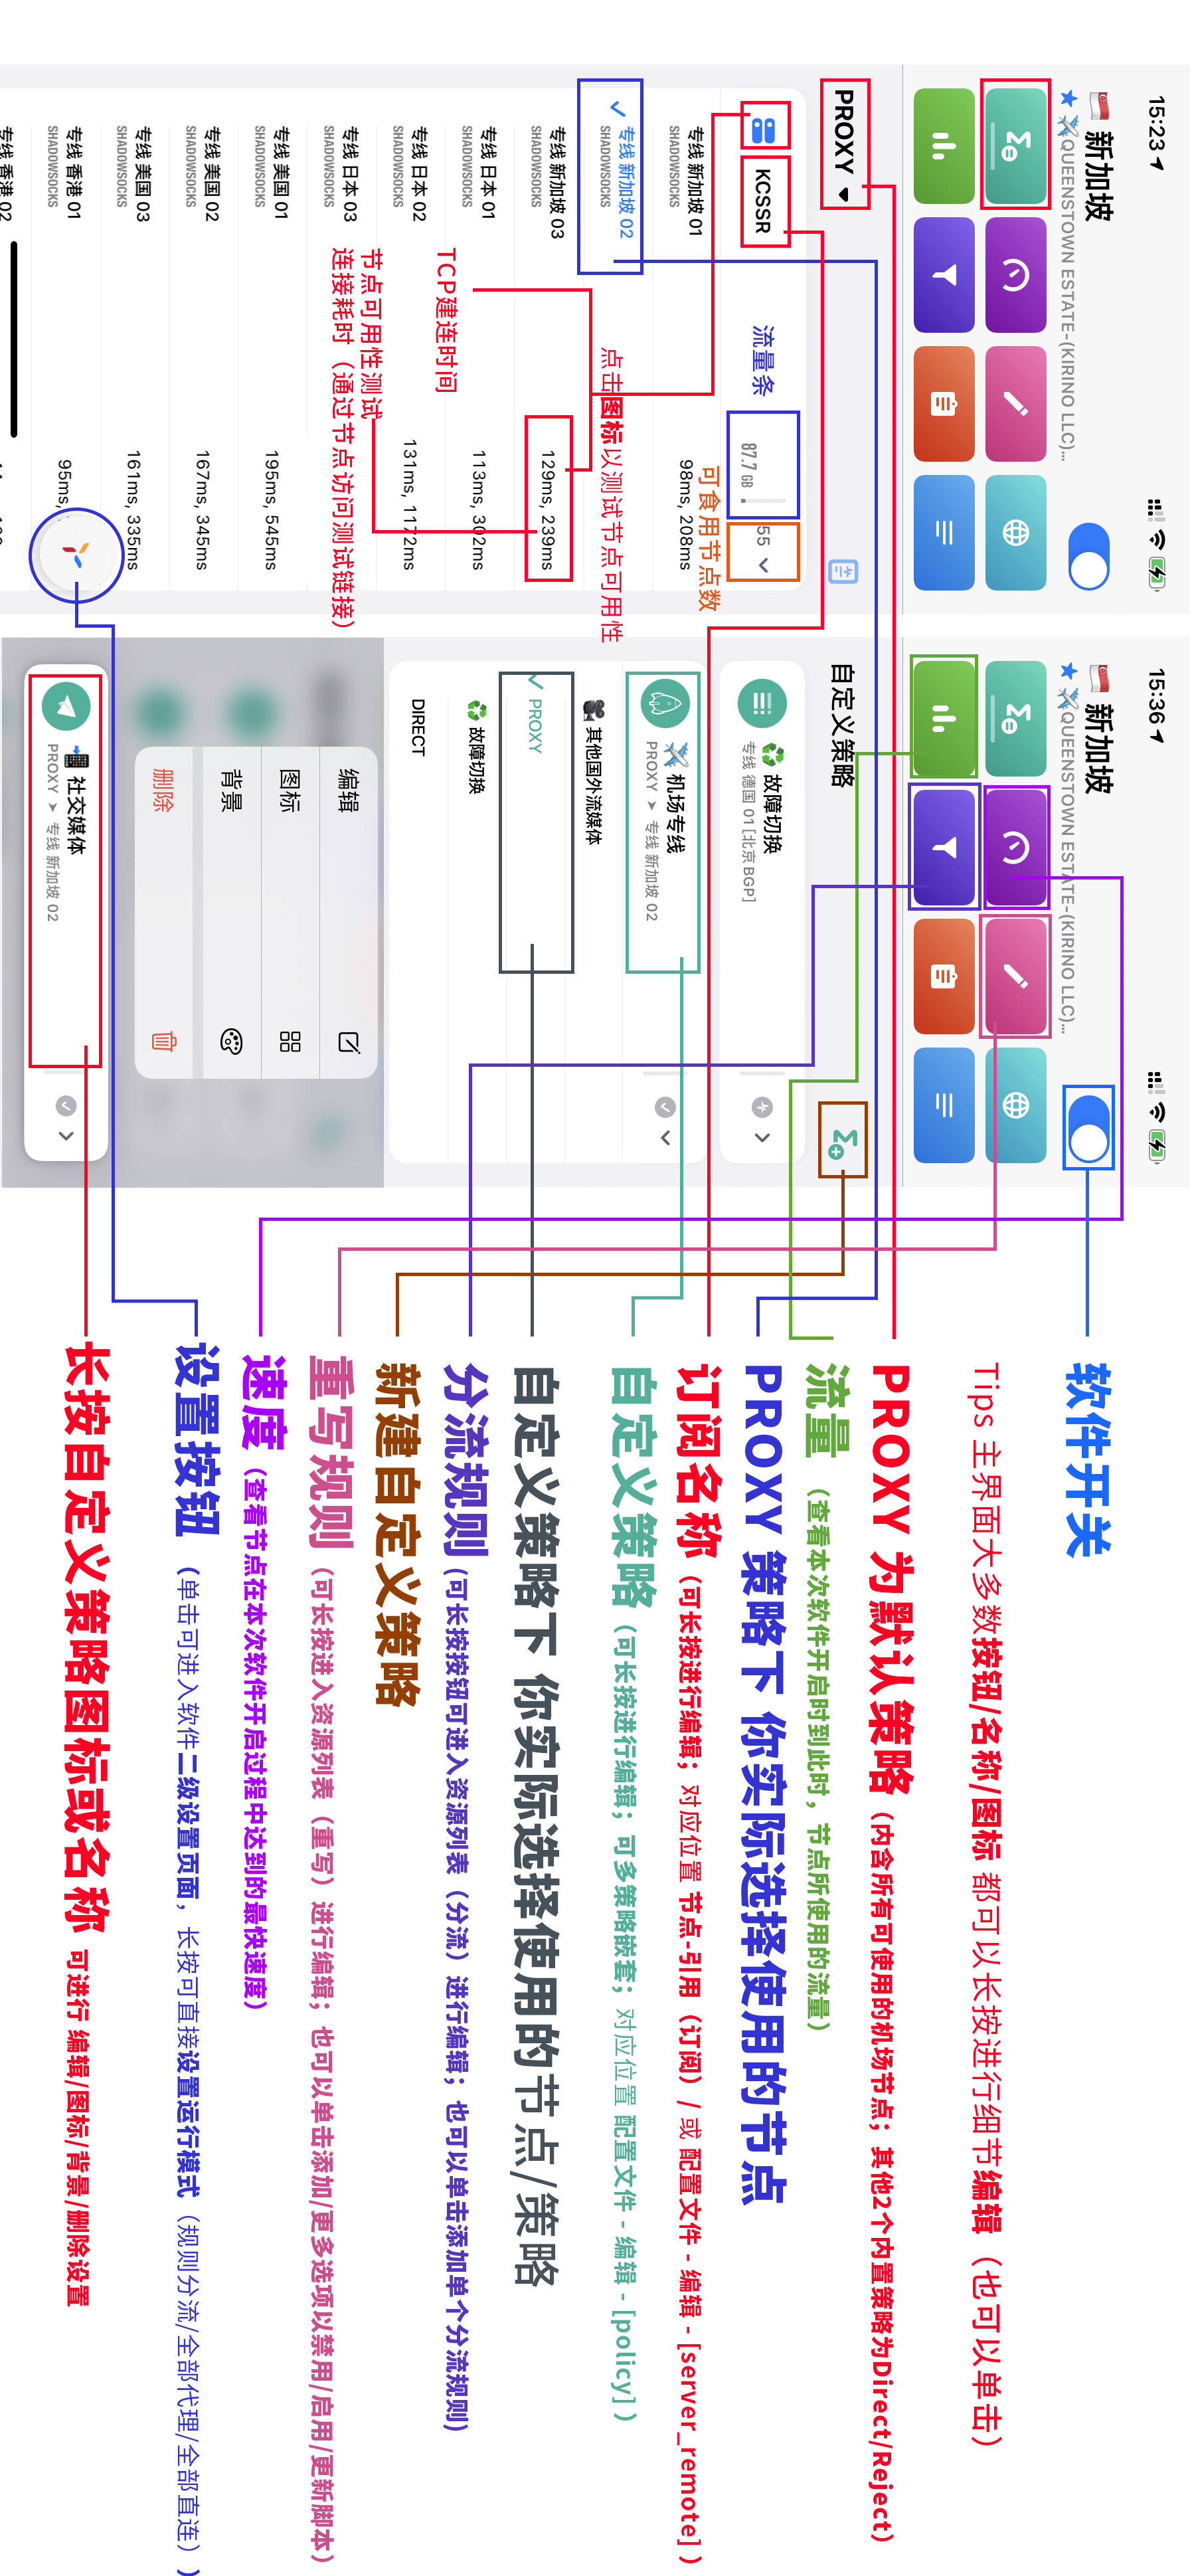 15:23
🇸🇬 新加坡
★ ✈️QUEENSTOWN ESTATE-(KIRINO LLC)...
PROXY
KCSSR
流量条
87.7 GB
55
专线 新加坡 01
SHADOWSOCKS
98ms, 208ms
可食用节点数
✓ 专线 新加坡 02
SHADOWSOCKS
点击图标以测试节点可用性
专线 新加坡 03
SHADOWSOCKS
129ms, 239ms
专线 日本 01
SHADOWSOCKS
113ms, 302ms
TCP建连时间
专线 日本 02
SHADOWSOCKS
131ms, 1172ms
节点可用性测试
连接耗时（通过节点访问测试链接）
专线 日本 03
SHADOWSOCKS
专线 美国 01
SHADOWSOCKS
195ms, 545ms
专线 美国 02
SHADOWSOCKS
167ms, 345ms
专线 美国 03
SHADOWSOCKS
161ms, 335ms
专线 香港 01
SHADOWSOCKS
95ms,
专线 香港 02
15:36
🇸🇬 新加坡
★ ✈️QUEENSTOWN ESTATE-(KIRINO LLC)...
自定义策略
♻️ 故障切换
专线 德国 01 [北京 BGP]
✈️ 机场专线
PROXY ➤ 专线 新加坡 02
🎥 其他国外流媒体
✓ PROXY
♻️ 故障切换
DIRECT
编辑
图标
背景
删除
📲 社交媒体
PROXY ➤ 专线 新加坡 02
软件开关
Tips 主界面大多数按钮/名称/图标 都可以长按进行细节编辑（也可以单击）
PROXY 为默认策略（内含所有可使用的机场节点；其他2个内置策略为Direct/Reject）
流量（查看本次软件开启时到此时，节点所使用的流量）
PROXY 策略下 你实际选择使用的节点
订阅名称（可长按进行编辑；对应位置 节点-引用（订阅）/ 或 配置文件 - 编辑 - [server_remote] ）
自定义策略（可长按进行编辑；可多策略嵌套；对应位置 配置文件 - 编辑 - [policy] ）
自定义策略下 你实际选择使用的节点/策略
分流规则（可长按按钮可进入资源列表（分流）进行编辑；也可以单击添加单个分流规则)
新建自定义策略
重写规则（可长按进入资源列表（重写）进行编辑；也可以单击添加/更多选项以禁用/启用/更新脚本）
速度（查看节点在本次软件开启过程中达到的最快速度）
设置按钮（单击可进入软件二级设置页面，长按可直接设置运行模式（规则分流/全部代理/全部直连））
长按自定义策略图标或名称 可进行 编辑/图标/背景/删除设置